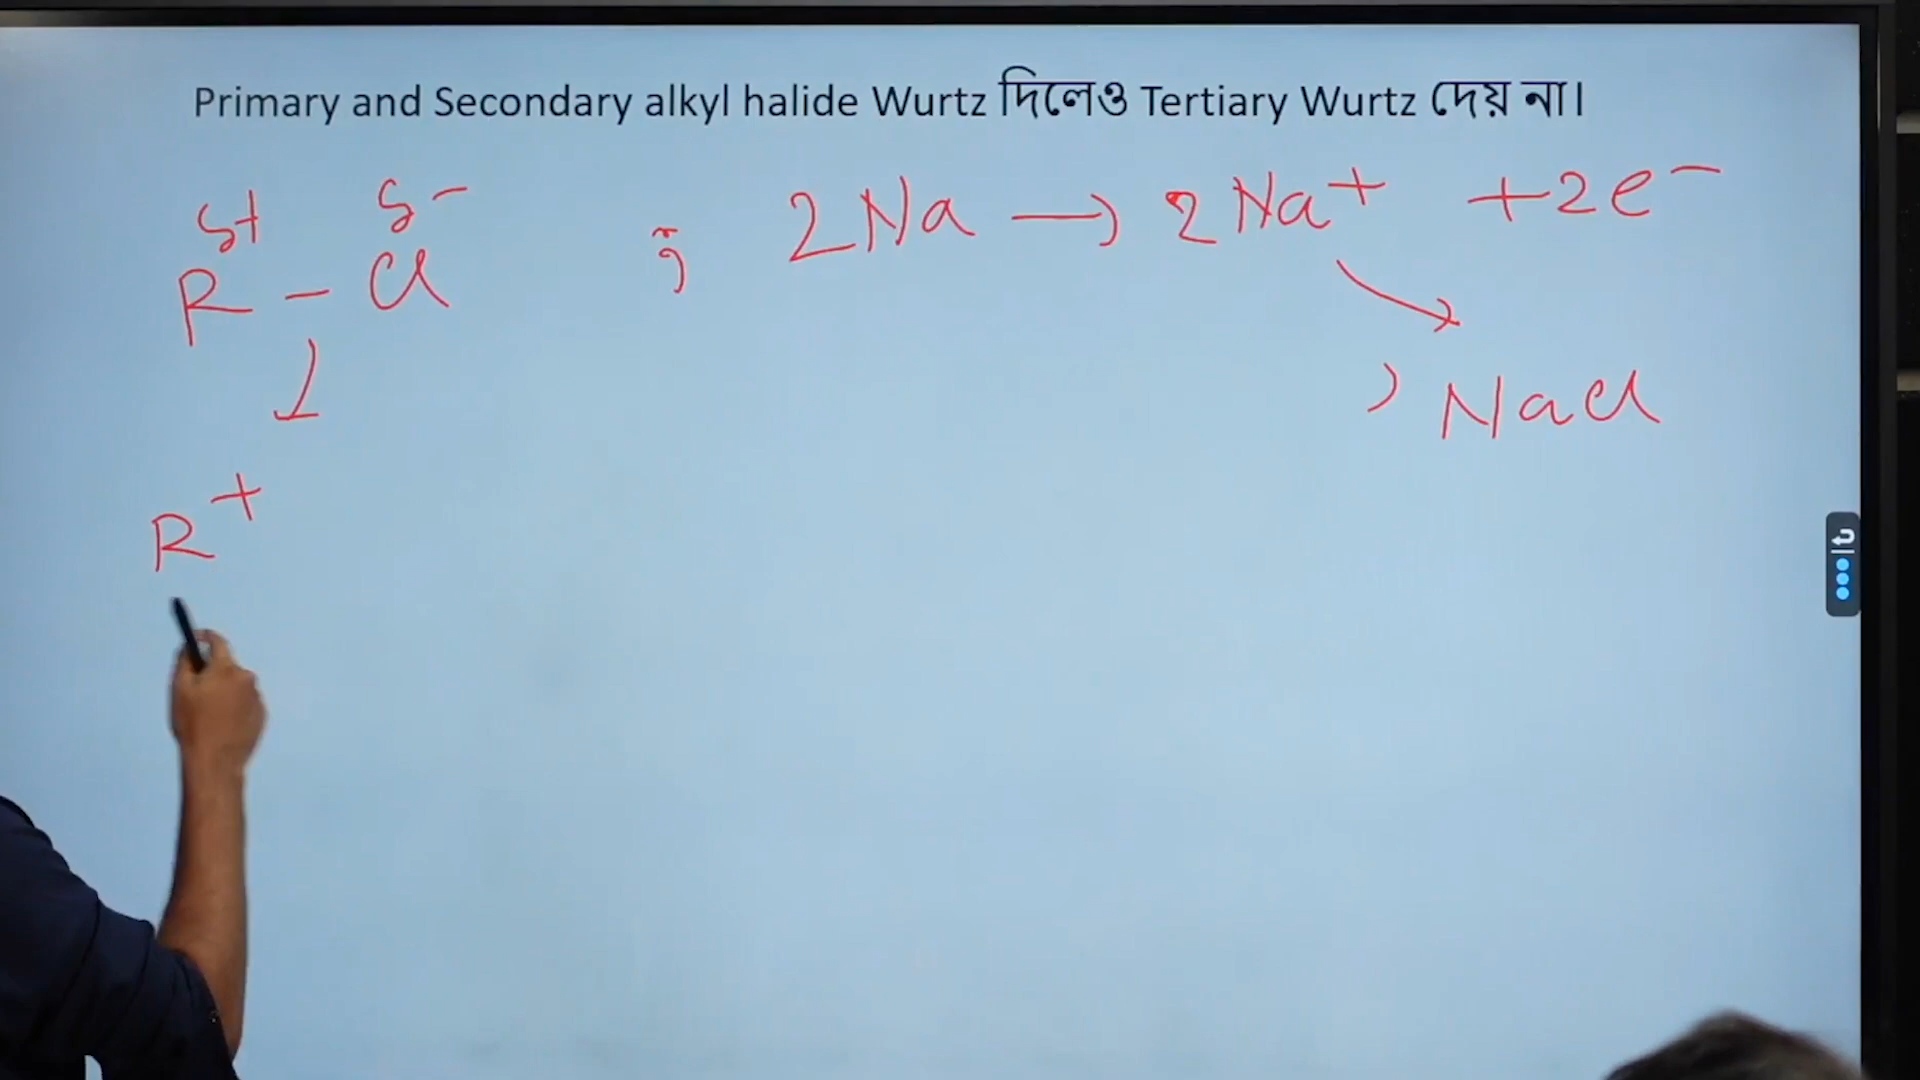 Primary and Secondary alkyl halide Wurtz দিলেও Tertiary Wurtz দেয় না।
δ+ δ-
R - Cl ; 2Na → 2Na+ +2e-
NaCl
R+